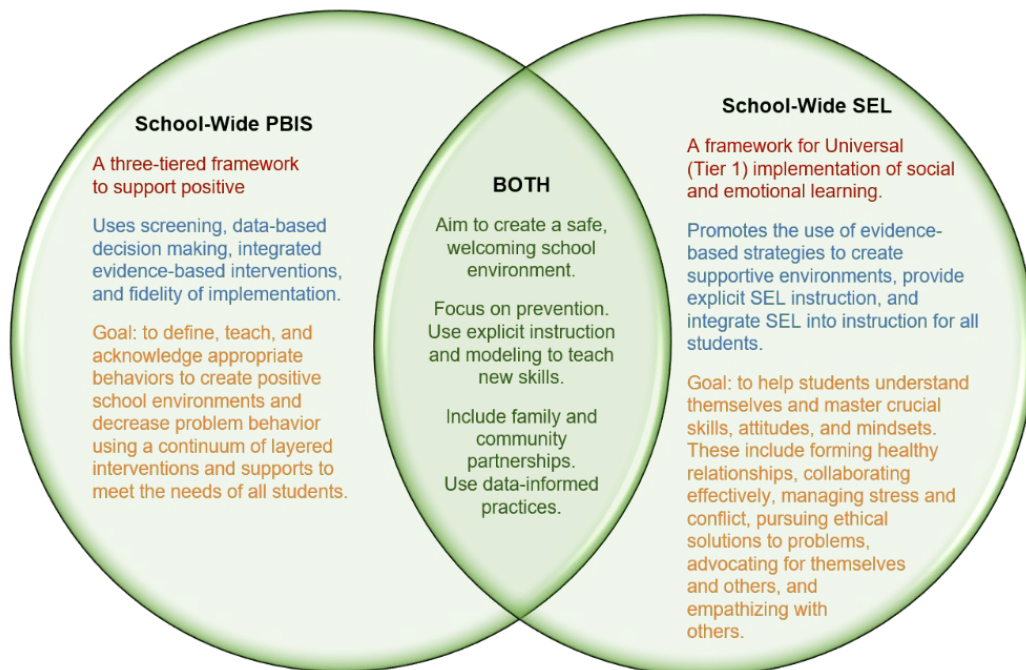 School-Wide PBIS
A three-tiered framework
to support positive
Uses screening, data-based
decision making, integrated
evidence-based interventions,
and fidelity of implementation.
Goal: to define, teach, and
acknowledge appropriate
behaviors to create positive
school environments and
decrease problem behavior
using a continuum of layered
interventions and supports to
meet the needs of all students.
BOTH
Aim to create a safe,
welcoming school
environment.
Focus on prevention.
Use explicit instruction
and modeling to teach
new skills.
Include family and
community
partnerships.
Use data-informed
practices.
School-Wide SEL
A framework for Universal
(Tier 1) implementation of social
and emotional learning.
Promotes the use of evidence-
based strategies to create
supportive environments, provide
explicit SEL instruction, and
integrate SEL into instruction for all
students.
Goal: to help students understand
themselves and master crucial
skills, attitudes, and mindsets.
These include forming healthy
relationships, collaborating
effectively, managing stress and
conflict, pursuing ethical
solutions to problems,
advocating for themselves
and others, and
empathizing with
others.